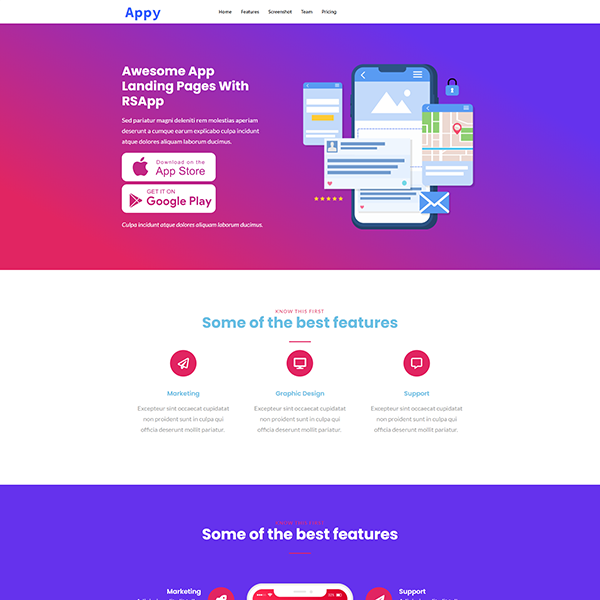 Appy
Home Features Screenshot Team Pricing
Awesome App
Landing Pages With
RSApp
Sed pariatur magni deleniti rem molestias aperiam
deserunt a cumque earum explicabo culpa incidunt
atque dolores aliquam laborum ducimus.
Download on the
App Store
GET IT ON
Google Play
Culpa incidunt atque dolores aliquam laborum ducimus.
KNOW THIS FIRST
Some of the best features
Marketing
Graphic Design
Support
Excepteur sint occaecat cupidatat
non proident sunt in culpa qui
officia deserunt mollit pariatur.
Excepteur sint occaecat cupidatat
non proident sunt in culpa qui
officia deserunt mollit pariatur.
Excepteur sint occaecat cupidatat
non proident sunt in culpa qui
officia deserunt mollit pariatur.
KNOW THIS FIRST
Some of the best features
Marketing
Support